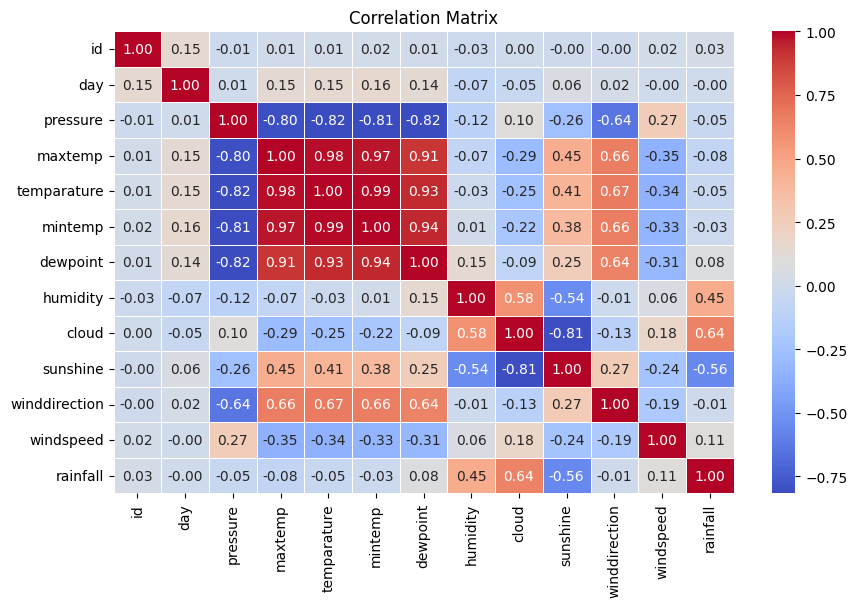 Correlation Matrix
id 1.00 0.15 -0.01 0.01 0.01 0.02 0.01 -0.03 0.00 -0.00 -0.00 0.02 0.03
day 0.15 1.00 0.01 0.15 0.15 0.16 0.14 -0.07 -0.05 0.06 0.02 -0.00 -0.00
pressure -0.01 0.01 1.00 -0.80 -0.82 -0.81 -0.82 -0.12 0.10 -0.26 -0.64 0.27 -0.05
maxtemp 0.01 0.15 -0.80 1.00 0.98 0.97 0.91 -0.07 -0.29 0.45 0.66 -0.35 -0.08
temparature 0.01 0.15 -0.82 0.98 1.00 0.99 0.93 -0.03 -0.25 0.41 0.67 -0.34 -0.05
mintemp 0.02 0.16 -0.81 0.97 0.99 1.00 0.94 0.01 -0.22 0.38 0.66 -0.33 -0.03
dewpoint 0.01 0.14 -0.82 0.91 0.93 0.94 1.00 0.15 -0.09 0.25 0.64 -0.31 0.08
humidity -0.03 -0.07 -0.12 -0.07 -0.03 0.01 0.15 1.00 0.58 -0.54 -0.01 0.06 0.45
cloud 0.00 -0.05 0.10 -0.29 -0.25 -0.22 -0.09 0.58 1.00 -0.81 -0.13 0.18 0.64
sunshine -0.00 0.06 -0.26 0.45 0.41 0.38 0.25 -0.54 -0.81 1.00 0.27 -0.24 -0.56
winddirection -0.00 0.02 -0.64 0.66 0.67 0.66 0.64 -0.01 -0.13 0.27 1.00 -0.19 -0.01
windspeed 0.02 -0.00 0.27 -0.35 -0.34 -0.33 -0.31 0.06 0.18 -0.24 -0.19 1.00 0.11
rainfall 0.03 -0.00 -0.05 -0.08 -0.05 -0.03 0.08 0.45 0.64 -0.56 -0.01 0.11 1.00
id day pressure maxtemp temparature mintemp dewpoint humidity cloud sunshine winddirection windspeed rainfall
1.00
0.75
0.50
0.25
0.00
−0.25
−0.50
−0.75